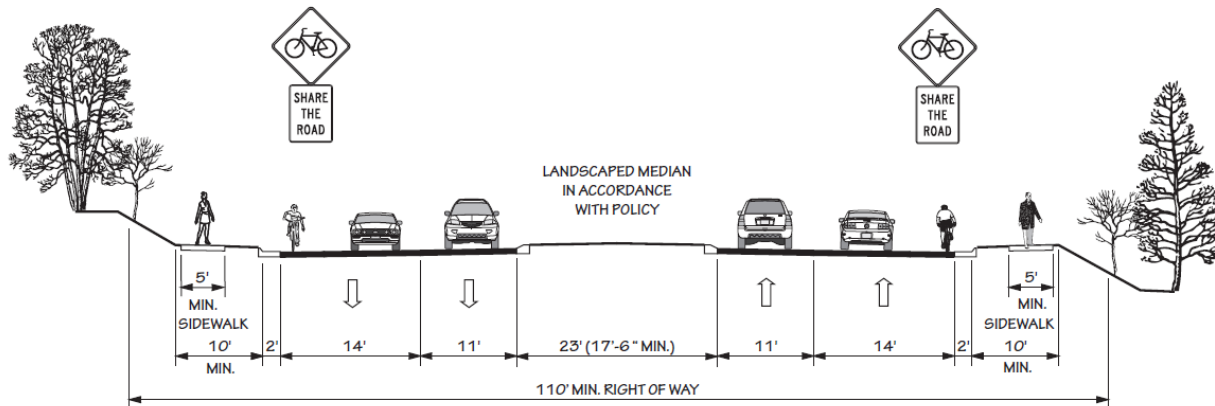 SHARE
THE
ROAD
SHARE
THE
ROAD
LANDSCAPED MEDIAN
IN ACCORDANCE
WITH POLICY
5'
MIN.
SIDEWALK
5'
MIN.
SIDEWALK
10'
MIN.
2'
14'
11'
23' (17'-6" MIN.)
11'
14'
2'
10'
MIN.
110' MIN. RIGHT OF WAY